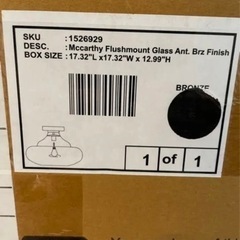 SKU :1526929
DESC. :Mccarthy Flushmount Glass Ant. Brz Finish
BOX SIZE :17.32"L x17.32"W x 12.99"H
BRONZE
1 of 1